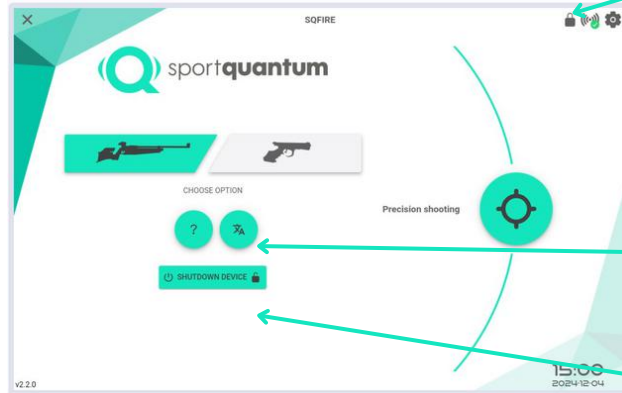 SQFIRE
sportquantum
CHOOSE OPTION
Precision shooting
?
SHUTDOWN DEVICE
15:00
2024-12-04
v2.2.0